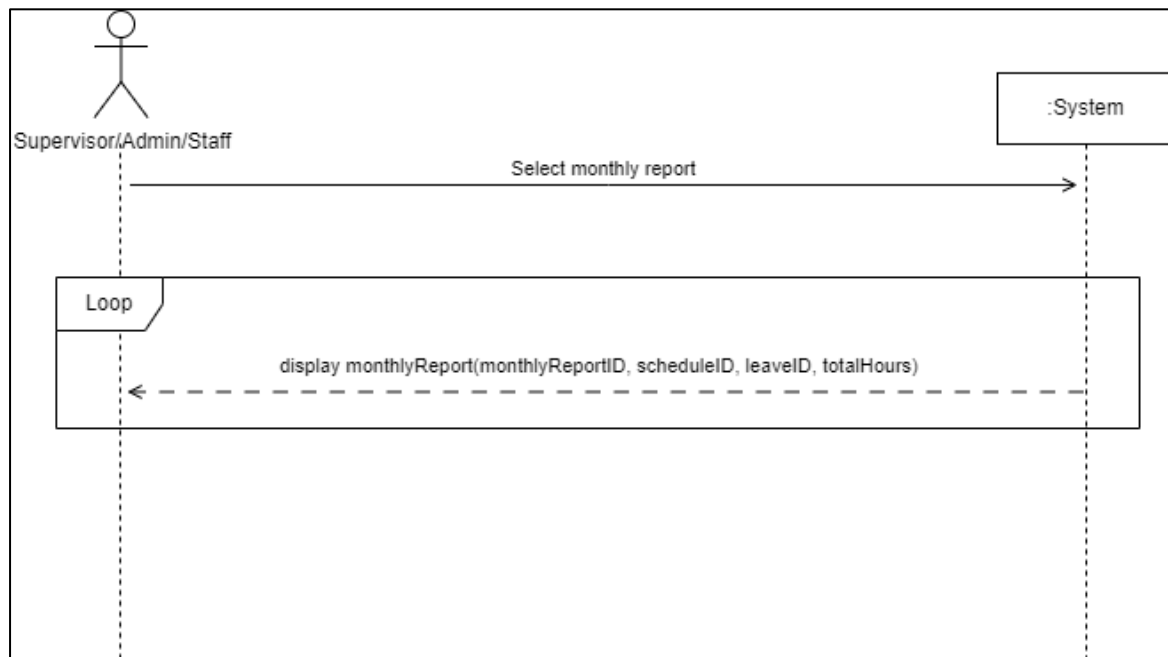 Supervisor/Admin/Staff
:System
Select monthly report
Loop
display monthlyReport(monthlyReportID, scheduleID, leaveID, totalHours)